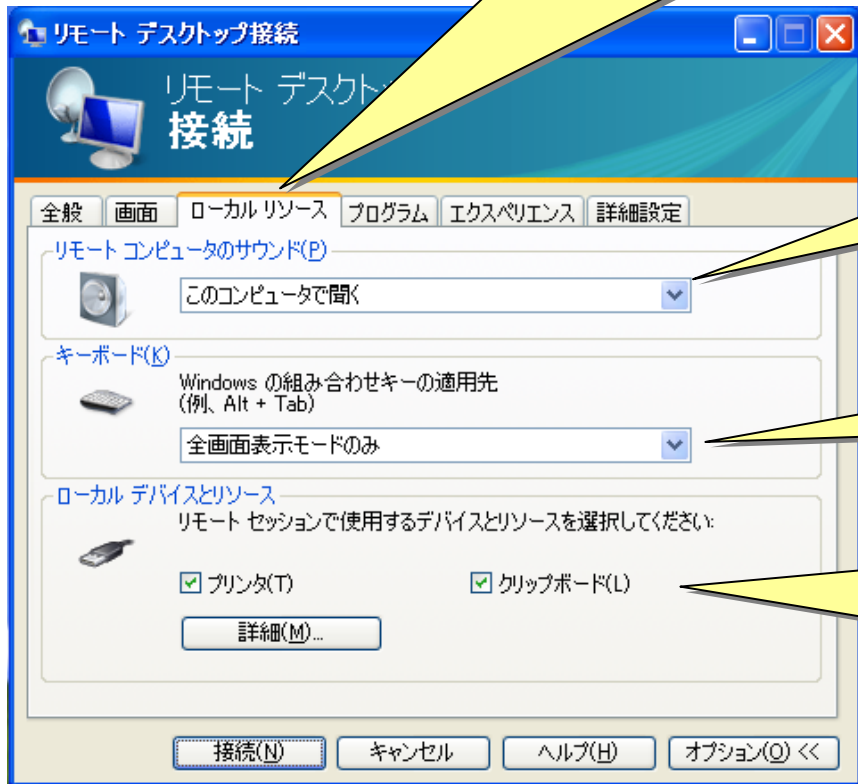 リモート デスクトップ接続
リモート デスクト
接続
全般 画面 ローカル リソース プログラム エクスペリエンス 詳細設定
リモート コンピュータのサウンド(P)
このコンピュータで聞く
キーボード(K)
Windows の組み合わせキーの適用先
(例、Alt + Tab)
全画面表示モードのみ
ローカル デバイスとリソース
リモート セッションで使用するデバイスとリソースを選択してください:
プリンタ(T) クリップボード(L)
詳細(M)...
接続(N) キャンセル ヘルプ(H) オプション(O) <<